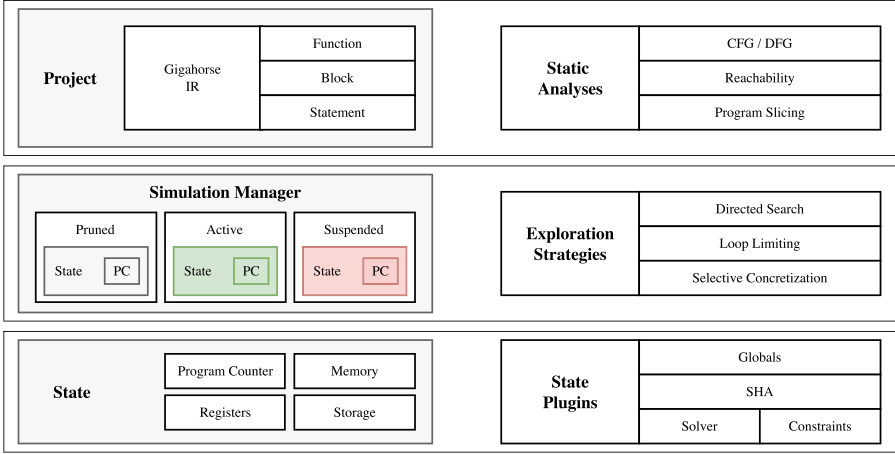 Project
Gigahorse
IR
Function
Block
Statement
Static
Analyses
CFG / DFG
Reachability
Program Slicing
Simulation Manager
Pruned
State
PC
Active
State
PC
Suspended
State
PC
Exploration
Strategies
Directed Search
Loop Limiting
Selective Concretization
State
Program Counter
Memory
Registers
Storage
State
Plugins
Globals
SHA
Solver
Constraints